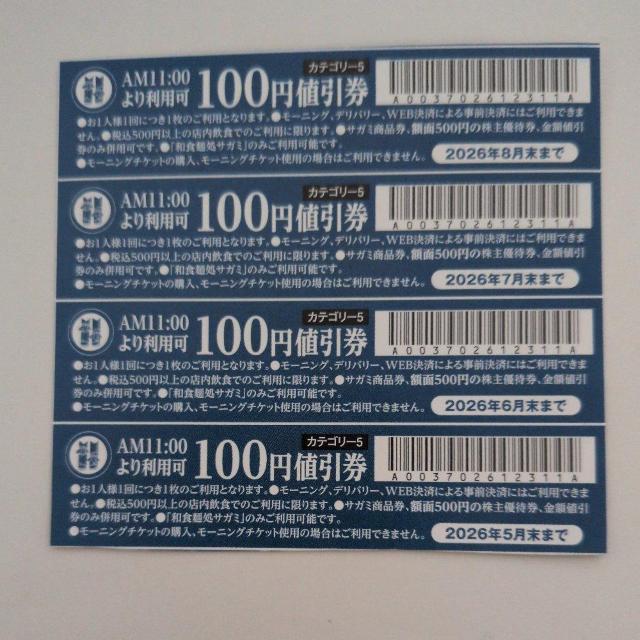 AM11:00
より利用可
100円値引券
カテゴリー5
A003702612311A
●お1人様1回につき1枚のご利用となります。●モーニング、デリバリー、WEB決済による事前決済にはご利用できま
せん。●税込500円以上の店内飲食でのご利用に限ります。●サガミ商品券、額面500円の株主優待券、金額値引
券のみ併用可です。●「和食麺処サガミ」のみご利用可能です。
●モーニングチケットの購入、モーニングチケット使用の場合はご利用できません。
2026年8月末まで
AM11:00
より利用可
100円値引券
カテゴリー5
A003702612311A
●お1人様1回につき1枚のご利用となります。●モーニング、デリバリー、WEB決済による事前決済にはご利用できま
せん。●税込500円以上の店内飲食でのご利用に限ります。●サガミ商品券、額面500円の株主優待券、金額値引
券のみ併用可です。●「和食麺処サガミ」のみご利用可能です。
●モーニングチケットの購入、モーニングチケット使用の場合はご利用できません。
2026年7月末まで
AM11:00
より利用可
100円値引券
カテゴリー5
A003702612311A
●お1人様1回につき1枚のご利用となります。●モーニング、デリバリー、WEB決済による事前決済にはご利用できま
せん。●税込500円以上の店内飲食でのご利用に限ります。●サガミ商品券、額面500円の株主優待券、金額値引
券のみ併用可です。●「和食麺処サガミ」のみご利用可能です。
●モーニングチケットの購入、モーニングチケット使用の場合はご利用できません。
2026年6月末まで
AM11:00
より利用可
100円値引券
カテゴリー5
A003702612311A
●お1人様1回につき1枚のご利用となります。●モーニング、デリバリー、WEB決済による事前決済にはご利用できま
せん。●税込500円以上の店内飲食でのご利用に限ります。●サガミ商品券、額面500円の株主優待券、金額値引
券のみ併用可です。●「和食麺処サガミ」のみご利用可能です。
●モーニングチケットの購入、モーニングチケット使用の場合はご利用できません。
2026年5月末まで